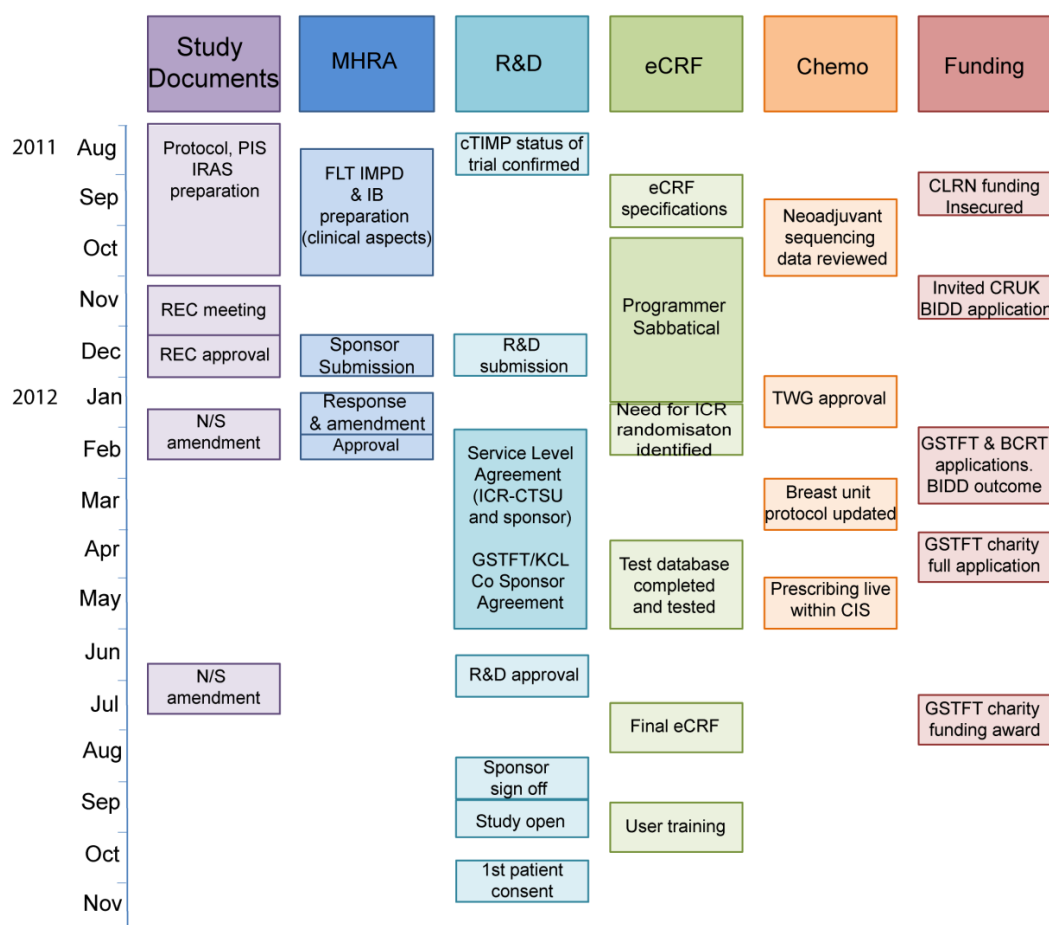 Study
Documents
MHRA
R&D
eCRF
Chemo
Funding
2011
Aug
Sep
Oct
Nov
Dec
2012
Jan
Feb
Mar
Apr
May
Jun
Jul
Aug
Sep
Oct
Nov
Protocol, PIS
IRAS
preparation
REC meeting
REC approval
N/S
amendment
N/S
amendment
FLT IMPD
& IB
preparation
(clinical aspects)
Sponsor
Submission
Response
& amendment
Approval
cTIMP status of
trial confirmed
R&D
submission
Service Level
Agreement
(ICR-CTSU
and sponsor)
GSTFT/KCL
Co Sponsor
Agreement
R&D approval
Sponsor
sign off
Study open
1st patient
consent
eCRF
specifications
Programmer
Sabbatical
Need for ICR
randomisaton
identified
Test database
completed
and tested
Final eCRF
User training
Neoadjuvant
sequencing
data reviewed
TWG approval
Breast unit
protocol updated
Prescribing live
within CIS
CLRN funding
Insecured
Invited CRUK
BIDD application
GSTFT & BCRT
applications.
BIDD outcome
GSTFT charity
full application
GSTFT charity
funding award